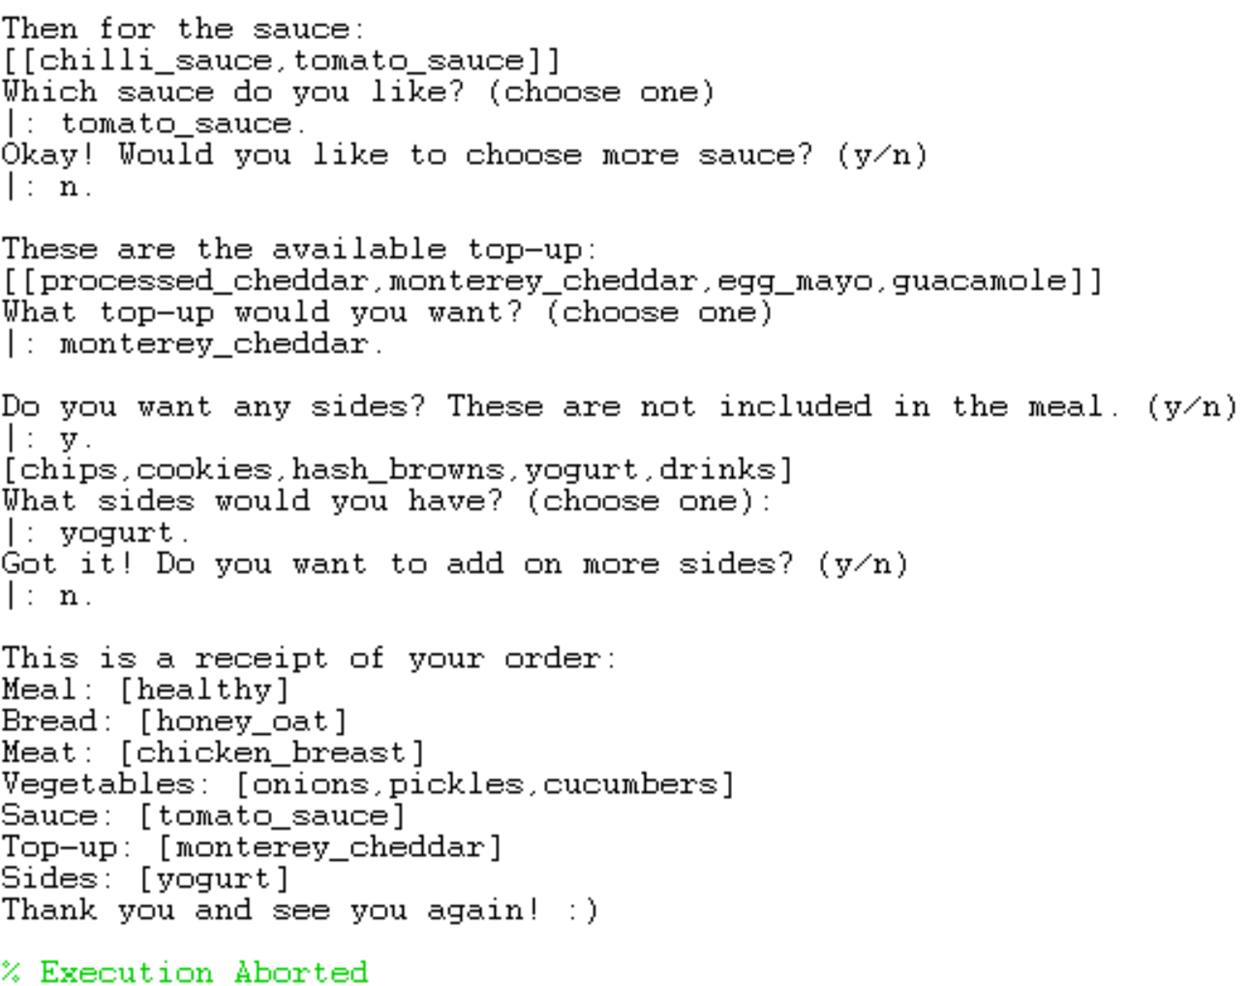 Then for the sauce:
[[chilli_sauce,tomato_sauce]]
Which sauce do you like? (choose one)
|: tomato_sauce.
Okay! Would you like to choose more sauce? (y/n)
|: n.
These are the available top-up:
[[processed_cheddar,monterey_cheddar,egg_mayo,guacamole]]
What top-up would you want? (choose one)
|: monterey_cheddar.
Do you want any sides? These are not included in the meal. (y/n)
|: y.
[chips,cookies,hash_browns,yogurt,drinks]
What sides would you have? (choose one):
|: yogurt.
Got it! Do you want to add on more sides? (y/n)
|: n.
This is a receipt of your order:
Meal: [healthy]
Bread: [honey_oat]
Meat: [chicken_breast]
Vegetables: [onions,pickles,cucumbers]
Sauce: [tomato_sauce]
Top-up: [monterey_cheddar]
Sides: [yogurt]
Thank you and see you again! :)
% Execution Aborted